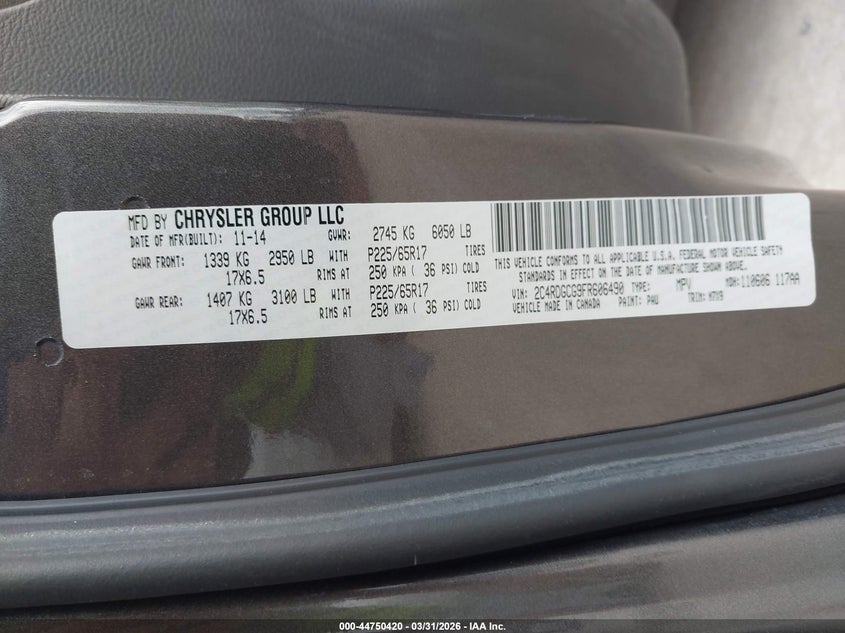 MFD BY CHRYSLER GROUP LLC
DATE OF MFR(BUILT): 11-14 GVWR: 2745 KG 6050 LB
GAWR FRONT: 1339 KG 2950 LB WITH P225/65R17 TIRES
17X6.5 RIMS AT 250 KPA ( 36 PSI) COLD
GAWR REAR: 1407 KG 3100 LB WITH P225/65R17 TIRES
17X6.5 RIMS AT 250 KPA ( 36 PSI) COLD
THIS VEHICLE CONFORMS TO ALL APPLICABLE U.S.A. FEDERAL MOTOR VEHICLE SAFETY
STANDARDS IN EFFECT ON THE DATE OF MANUFACTURE SHOWN ABOVE.
VIN: 2C4RDGCG9FR606490 TYPE: MPV MDH: 110606 117AA
VEHICLE MADE IN CANADA PAINT: PAU TRIM:
000-44750420 | 03/31/2026 | IAA Inc.